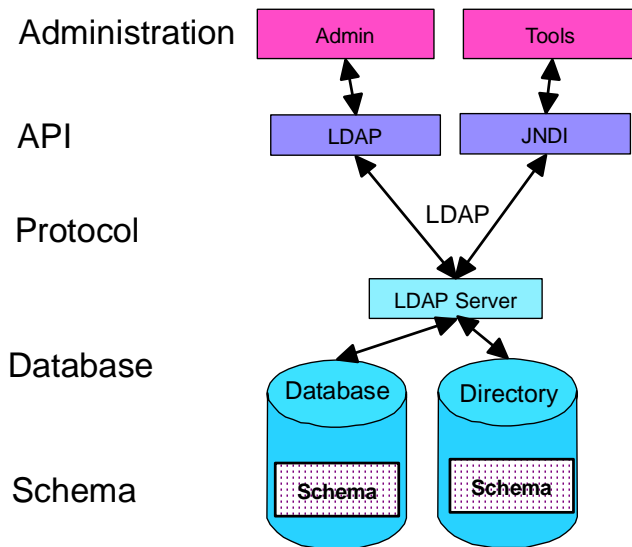 Administration
Admin
Tools
API
LDAP
JNDI
LDAP
Protocol
LDAP Server
Database
Database
Directory
Schema
Schema
Schema